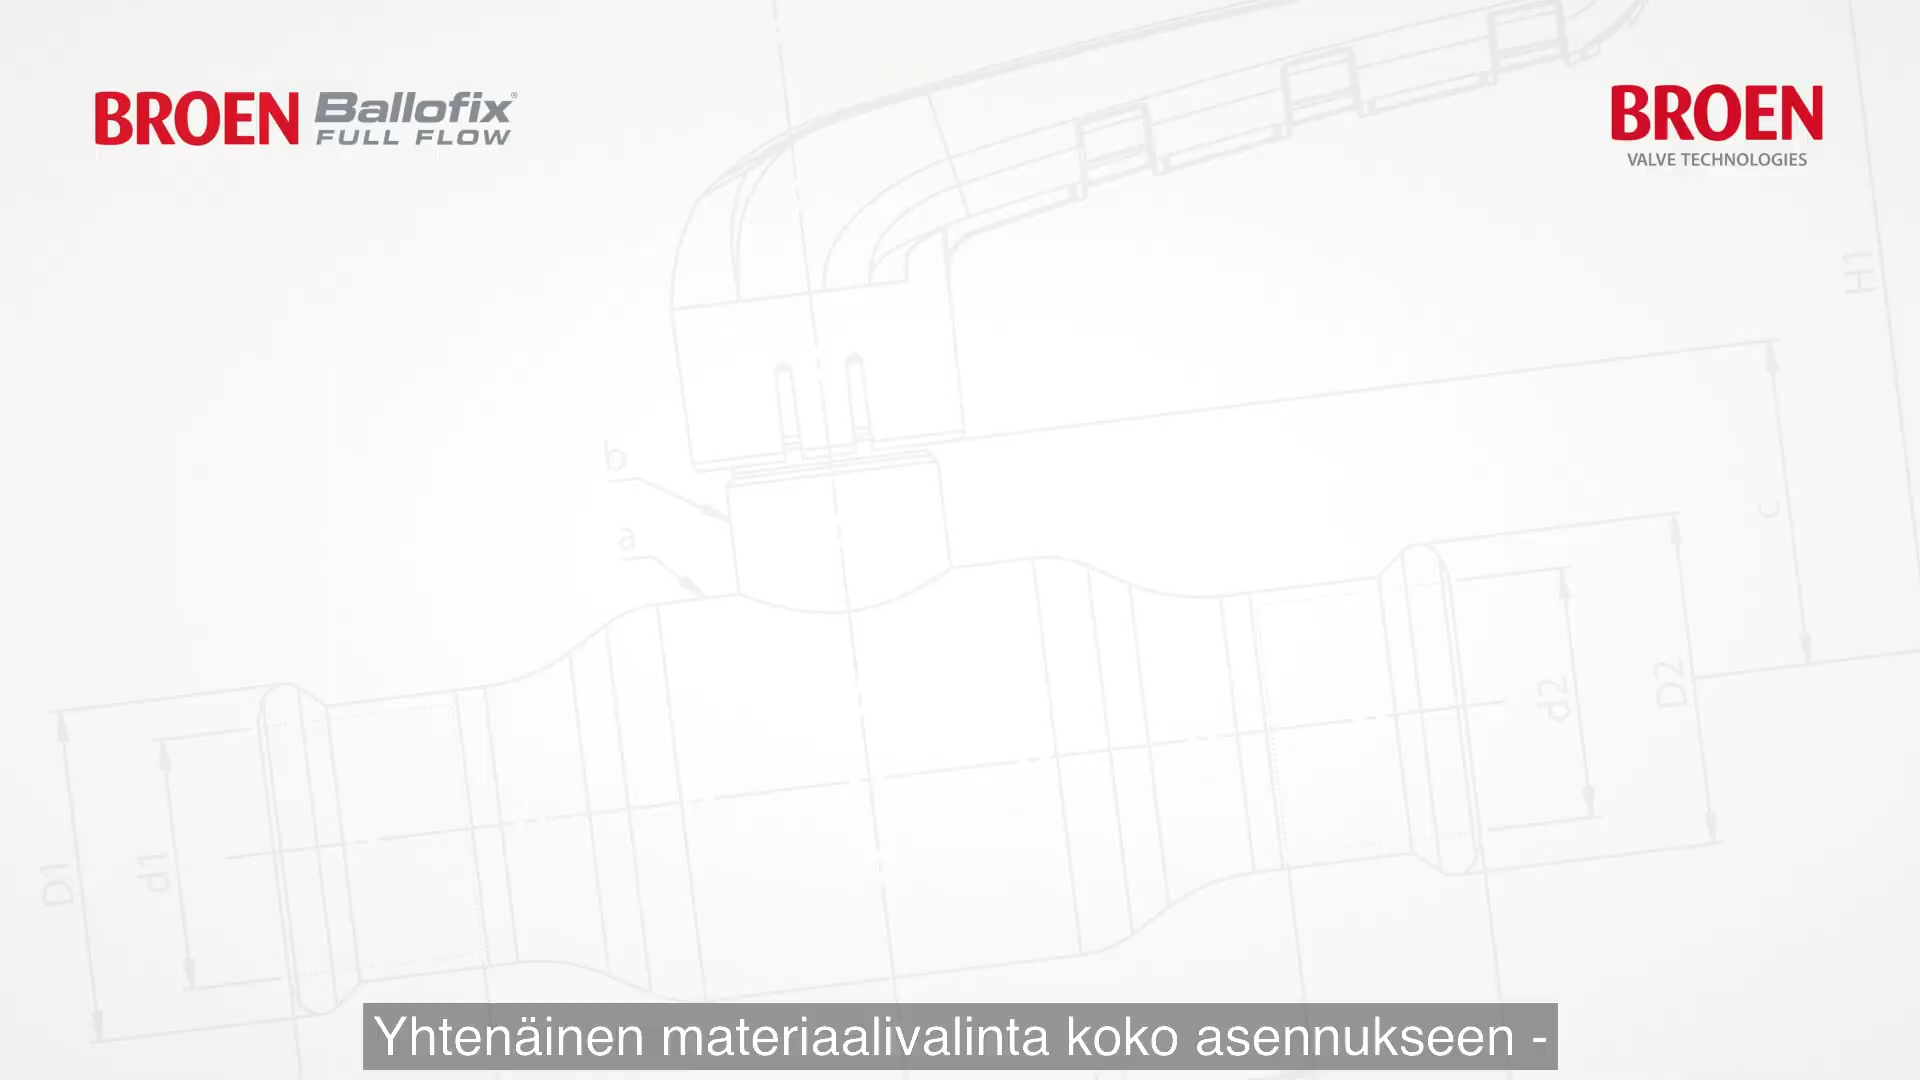 BROEN Ballofix®
FULL FLOW
BROEN
VALVE TECHNOLOGIES
H1
b
a
c
d2
D2
D1
d1
Yhtenäinen materiaalivalinta koko asennukseen -